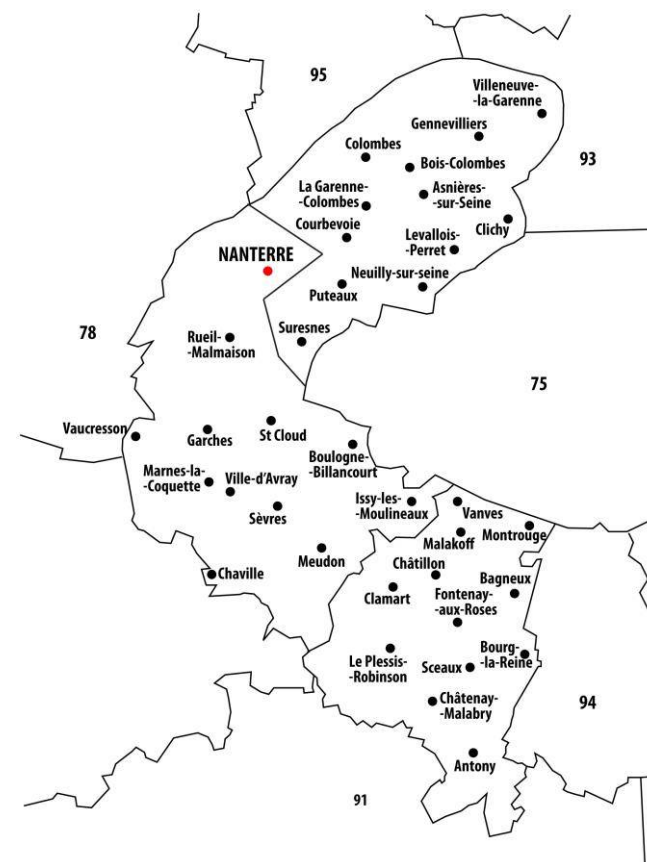 95
Villeneuve-
-la-Garenne
Gennevilliers
93
Colombes
Bois-Colombes
La Garenne-
-Colombes
Asnières-
-sur-Seine
Clichy
Courbevoie
Levallois-
-Perret
NANTERRE
Neuilly-sur-seine
Puteaux
78
Suresnes
Rueil-
-Malmaison
75
Vaucresson
Garches
St Cloud
Boulogne-
-Billancourt
Marnes-la-
-Coquette
Ville-d'Avray
Sèvres
Issy-les-
-Moulineaux
Vanves
Montrouge
Malakoff
Meudon
Châtillon
Chaville
Clamart
Bagneux
Fontenay-
-aux-Roses
Le Plessis-
-Robinson
Sceaux
Bourg-
-la-Reine
Châtenay-
-Malabry
94
Antony
91